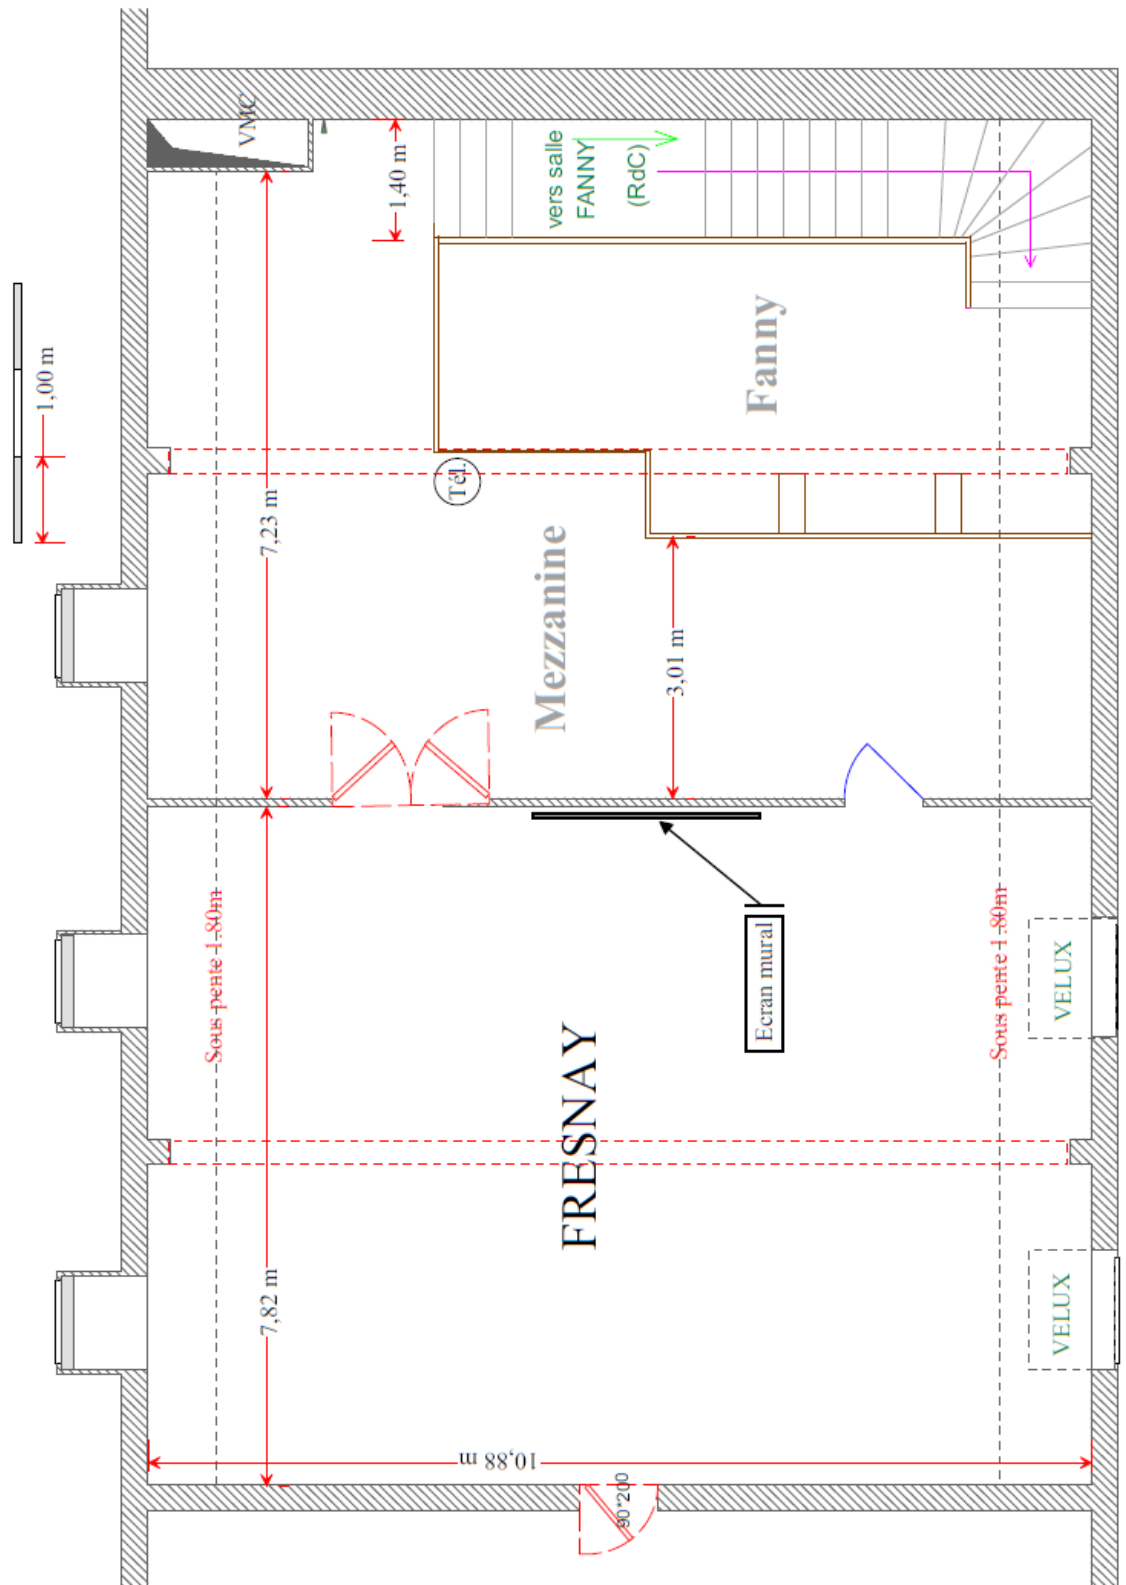 VMC
1,40 m
vers salle
FANNY
(RdC)
1,00 m
7,23 m
Fanny
Tél.
Mezzanine
3,01 m
Sous pente 1.80m
Sous pente 1.80m
Ecran mural
VELUX
FRESNAY
7,82 m
VELUX
10,88 m
90*200